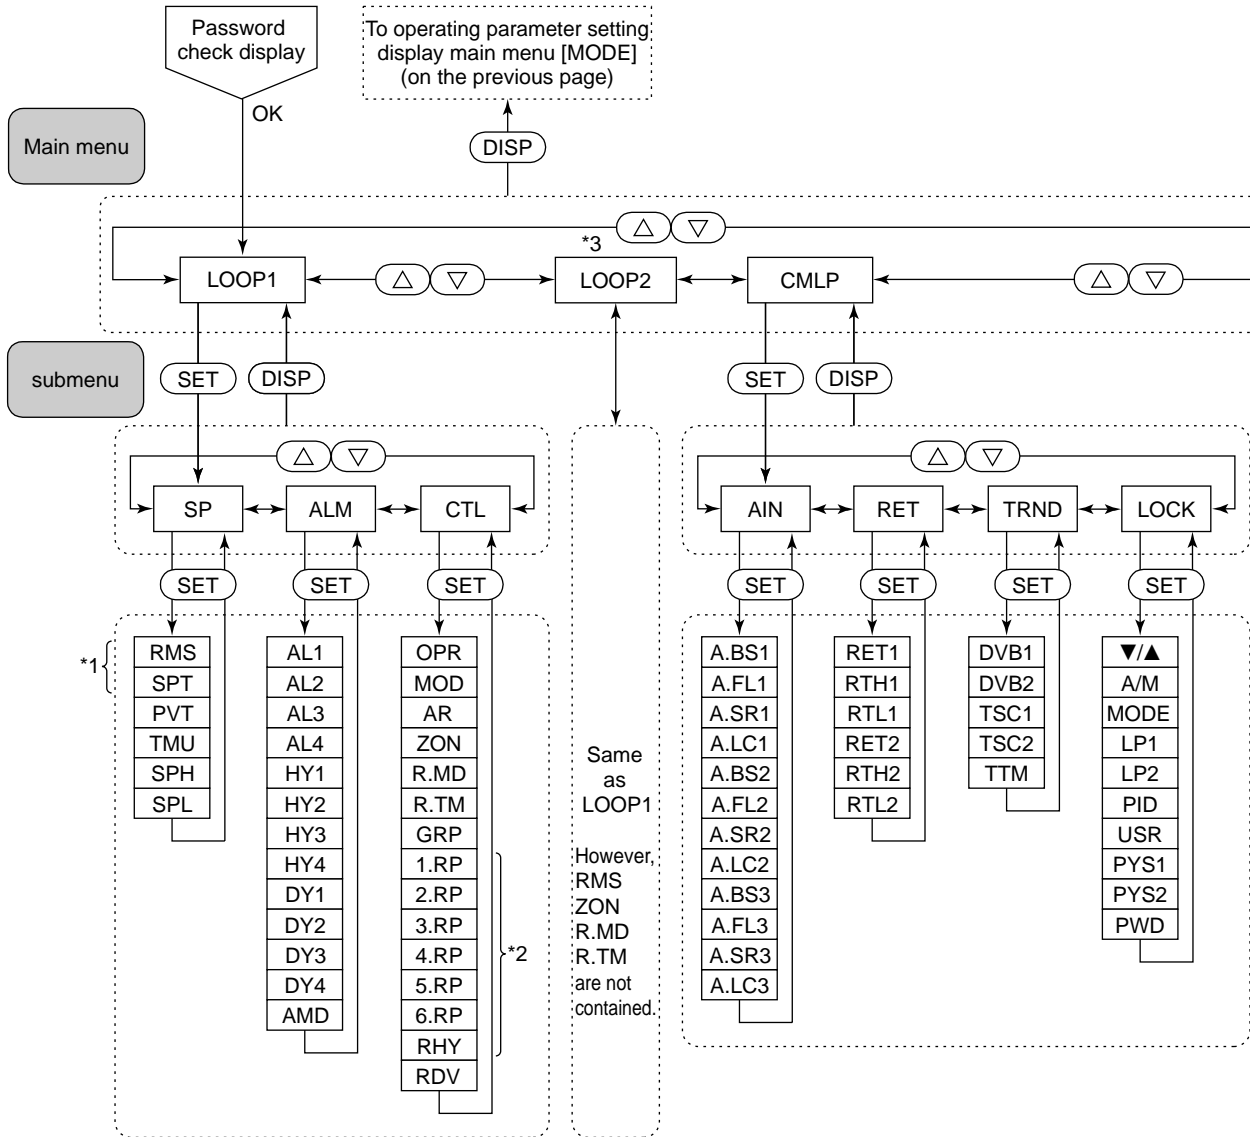 Password
check display
To operating parameter setting
display main menu [MODE]
(on the previous page)
OK
Main menu
DISP
△ ▽
*3
LOOP1
△ ▽
LOOP2
CMLP
△ ▽
submenu
SET
DISP
SET
DISP
△ ▽
SP
ALM
CTL
△ ▽
AIN
RET
TRND
LOCK
SET
SET
SET
SET
SET
SET
SET
*1
RMS
SPT
PVT
TMU
SPH
SPL
AL1
AL2
AL3
AL4
HY1
HY2
HY3
HY4
DY1
DY2
DY3
DY4
AMD
OPR
MOD
AR
ZON
R.MD
R.TM
GRP
1.RP
2.RP
3.RP
4.RP
5.RP
6.RP
RHY
RDV
*2
Same
as
LOOP1
However,
RMS
ZON
R.MD
R.TM
are not
contained.
A.BS1
A.FL1
A.SR1
A.LC1
A.BS2
A.FL2
A.SR2
A.LC2
A.BS3
A.FL3
A.SR3
A.LC3
RET1
RTH1
RTL1
RET2
RTH2
RTL2
DVB1
DVB2
TSC1
TSC2
TTM
▼/▲
A/M
MODE
LP1
LP2
PID
USR
PYS1
PYS2
PWD